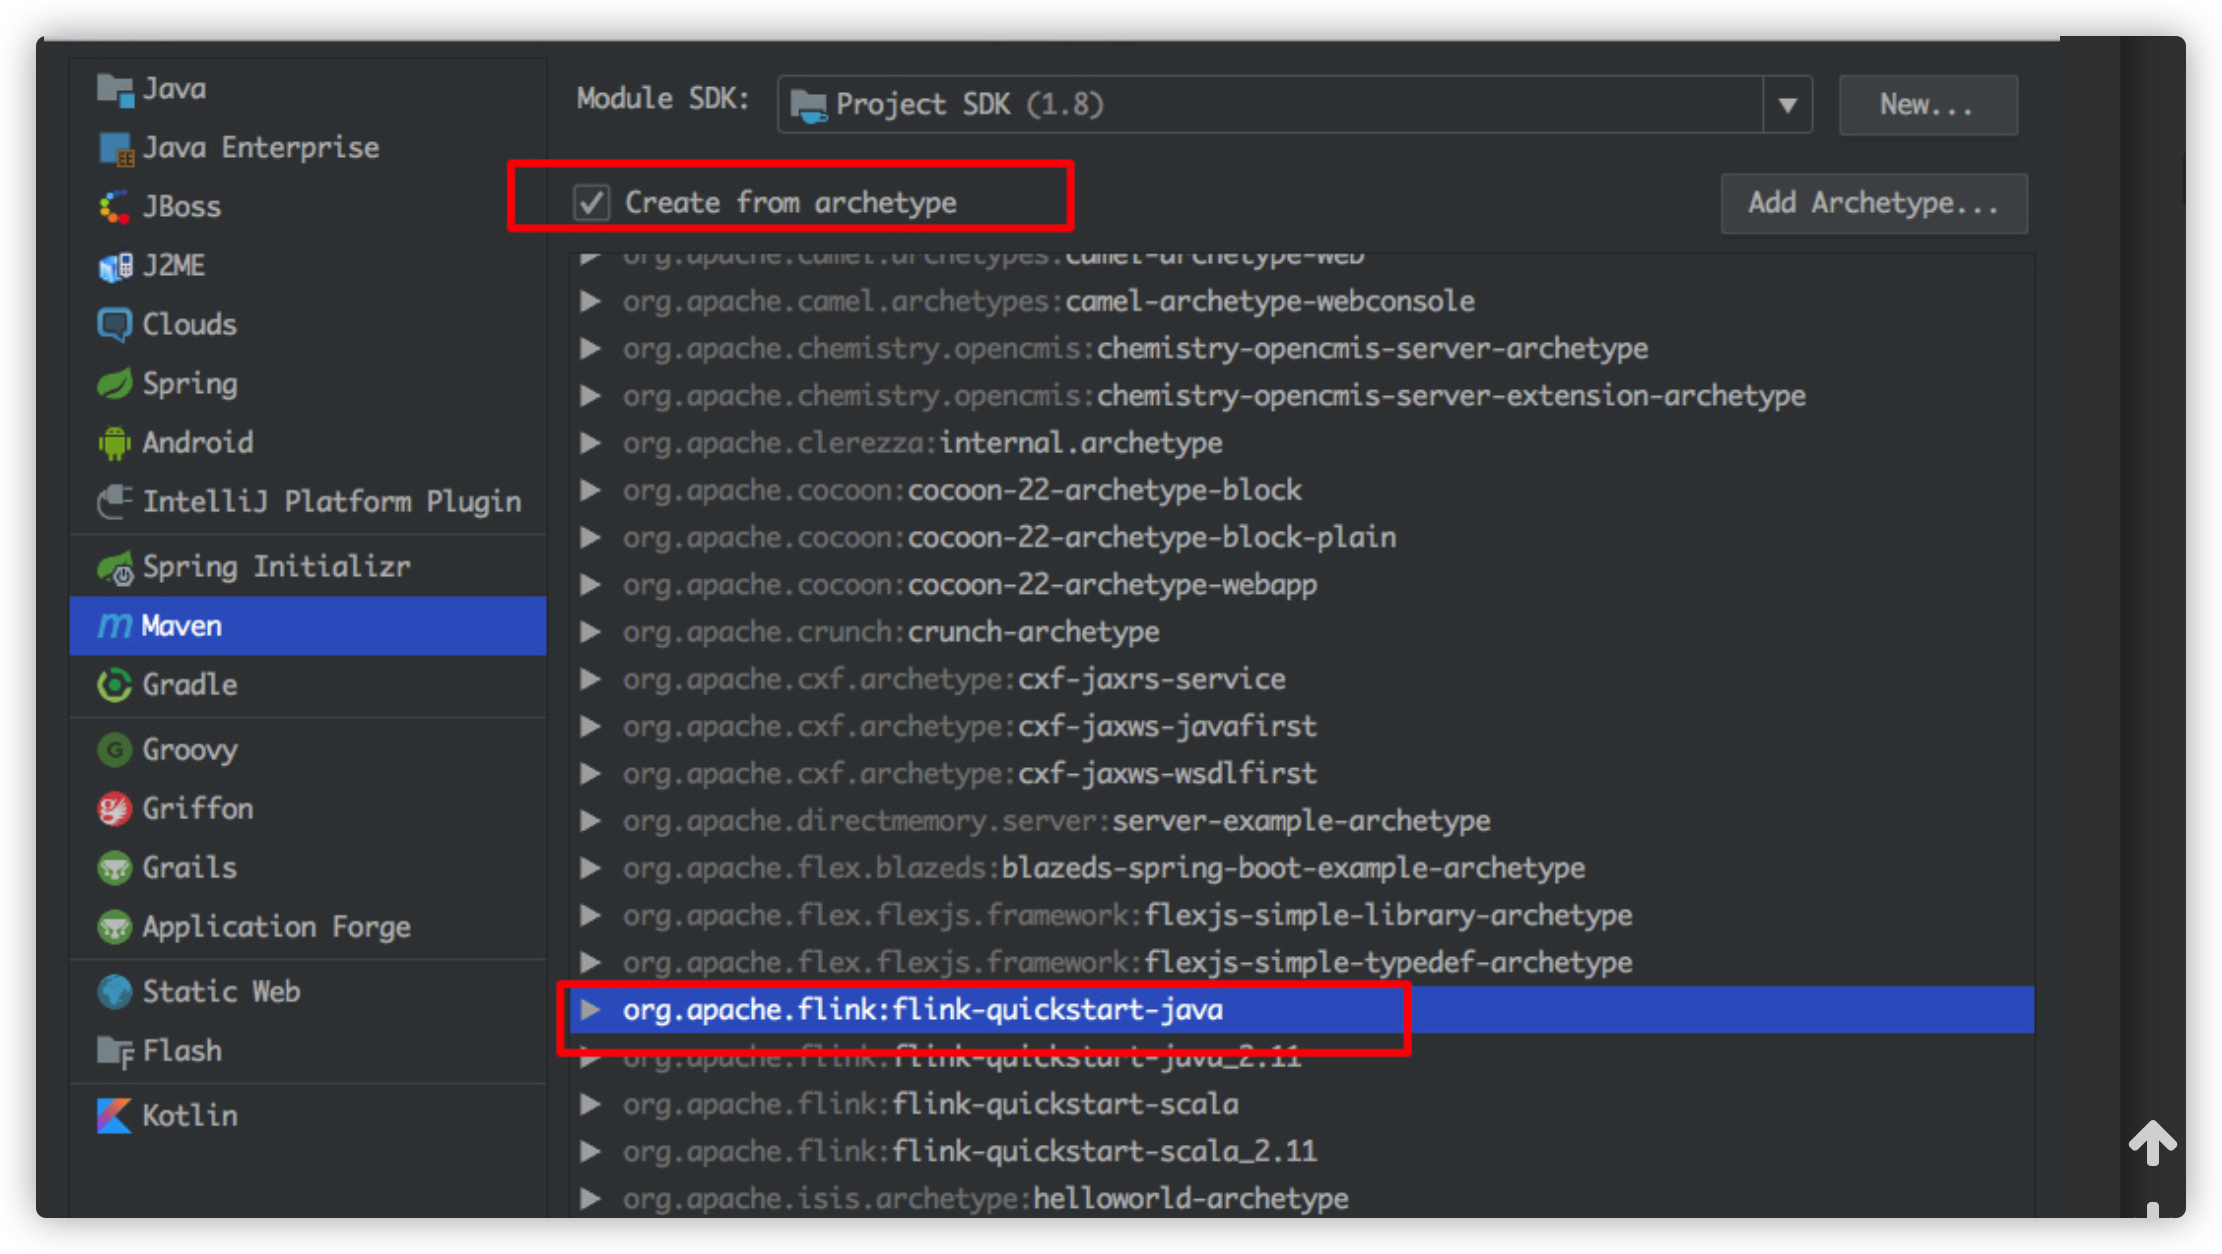 Java
Java Enterprise
JBoss
J2ME
Clouds
Spring
Android
IntelliJ Platform Plugin
Spring Initializr
Maven
Gradle
Groovy
Griffon
Grails
Application Forge
Static Web
Flash
Kotlin
Module SDK: Project SDK (1.8) New...
Create from archetype Add Archetype...
org.apache.camel.archetypes:camel-archetype-web
org.apache.camel.archetypes:camel-archetype-webconsole
org.apache.chemistry.opencmis:chemistry-opencmis-server-archetype
org.apache.chemistry.opencmis:chemistry-opencmis-server-extension-archetype
org.apache.clerezza:internal.archetype
org.apache.cocoon:cocoon-22-archetype-block
org.apache.cocoon:cocoon-22-archetype-block-plain
org.apache.cocoon:cocoon-22-archetype-webapp
org.apache.crunch:crunch-archetype
org.apache.cxf.archetype:cxf-jaxrs-service
org.apache.cxf.archetype:cxf-jaxws-javafirst
org.apache.cxf.archetype:cxf-jaxws-wsdlfirst
org.apache.directmemory.server:server-example-archetype
org.apache.flex.blazeds:blazeds-spring-boot-example-archetype
org.apache.flex.flexjs.framework:flexjs-simple-library-archetype
org.apache.flex.flexjs.framework:flexjs-simple-typedef-archetype
org.apache.flink:flink-quickstart-java
org.apache.flink:flink-quickstart-java_2.11
org.apache.flink:flink-quickstart-scala
org.apache.flink:flink-quickstart-scala_2.11
org.apache.isis.archetype:helloworld-archetype